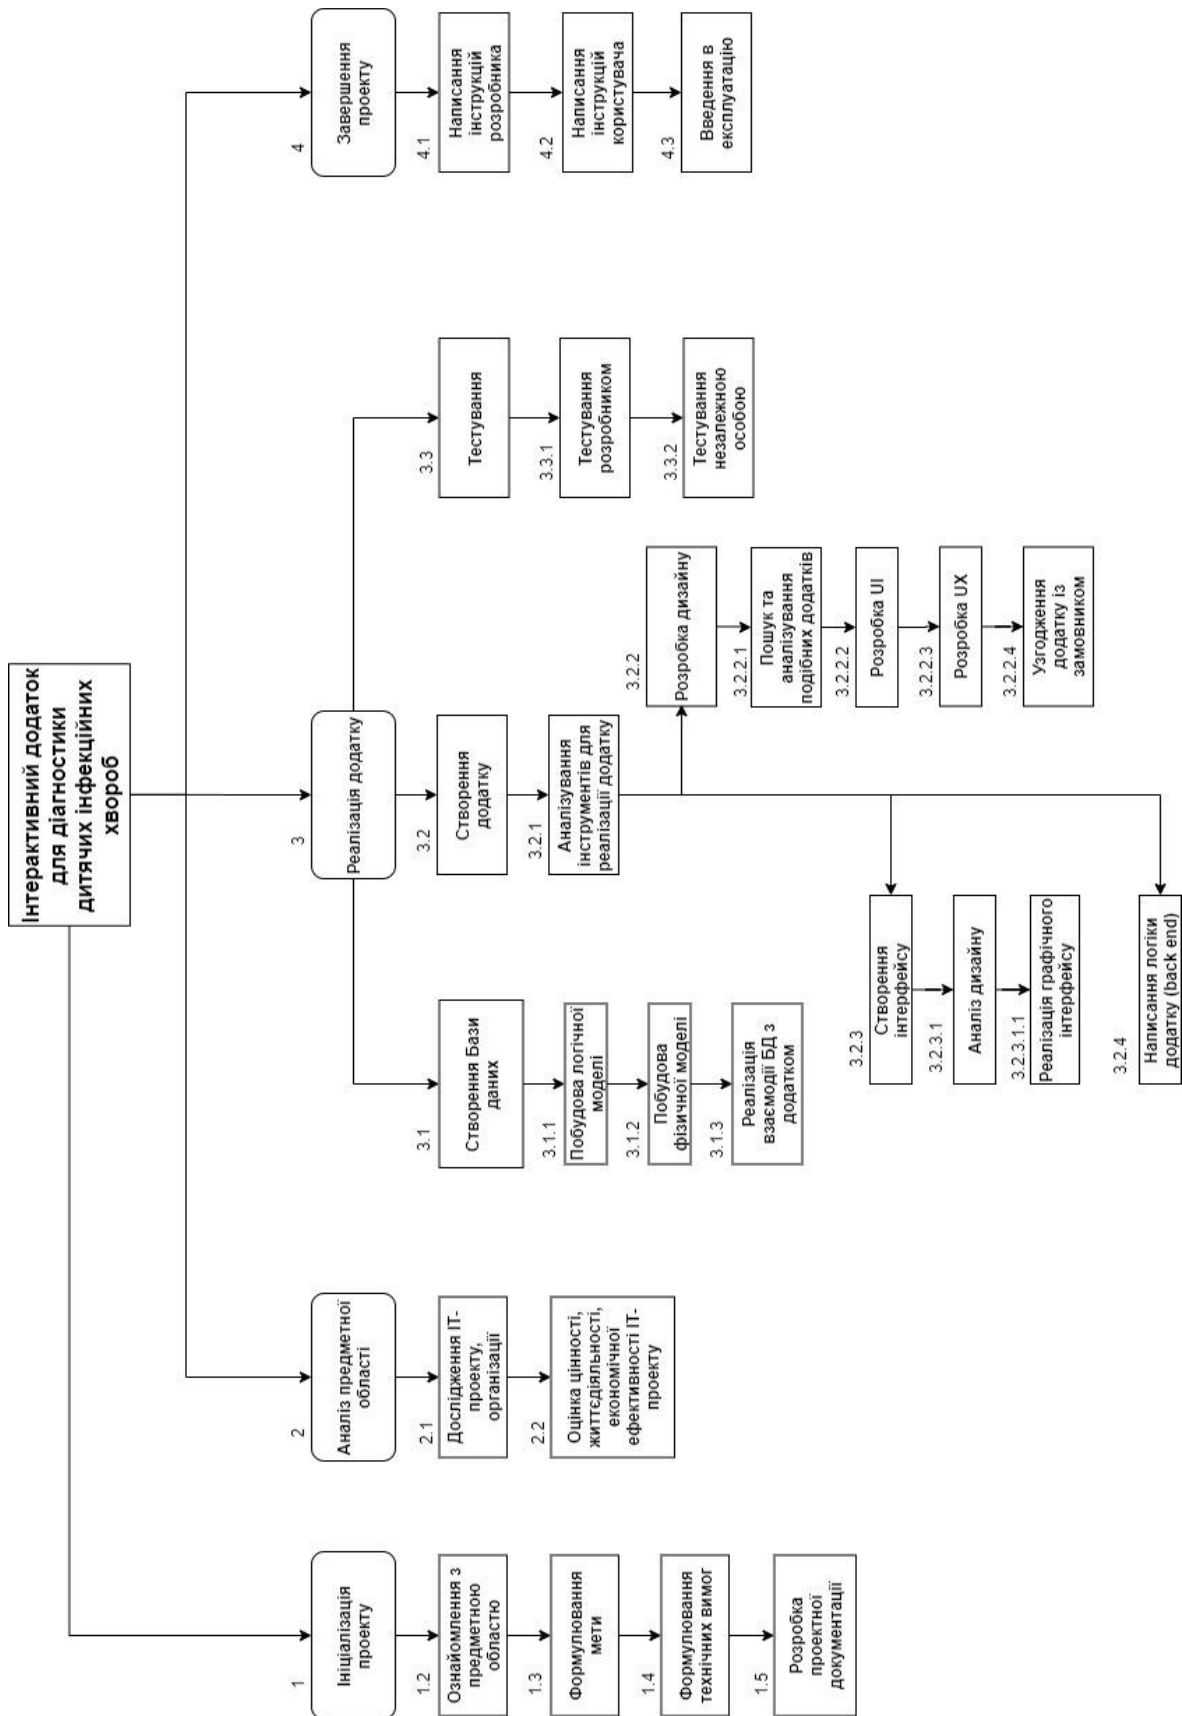 Інтерактивний додаток
для діагностики
дитячих інфекційних
хвороб
1
Ініціалізація
проекту
1.2
Ознайомлення з
предметною
областю
1.3
Формулювання
мети
1.4
Формулювання
технічних вимог
1.5
Розробка
проектної
документації
2
Аналіз предметної
області
2.1
Дослідження ІТ-
проекту,
організації
2.2
Оцінка цінності,
життєдіяльності,
економічної
ефективності ІТ-
проекту
3
Реалізація додатку
3.1
Створення Бази
даних
3.1.1
Побудова логічної
моделі
3.1.2
Побудова
фізичної моделі
3.1.3
Реалізація
взаємодії БД з
додатком
3.2
Створення
додатку
3.2.1
Аналізування
інструментів для
реалізації додатку
3.2.2
Розробка дизайну
3.2.2.1
Пошук та
аналізування
подібних додатків
3.2.2.2
Розробка UI
3.2.2.3
Розробка UX
3.2.2.4
Узгодження
додатку із
замовником
3.2.3
Створення
інтерфейсу
3.2.3.1
Аналіз дизайну
3.2.3.1.1
Реалізація графічного
інтерфейсу
3.2.4
Написання логіки
додатку (back end)
3.3
Тестування
3.3.1
Тестування
розробником
3.3.2
Тестування
незалежною
особою
4
Завершення
проекту
4.1
Написання
інструкцій
розробника
4.2
Написання
інструкцій
користувача
4.3
Введення в
експлуатацію